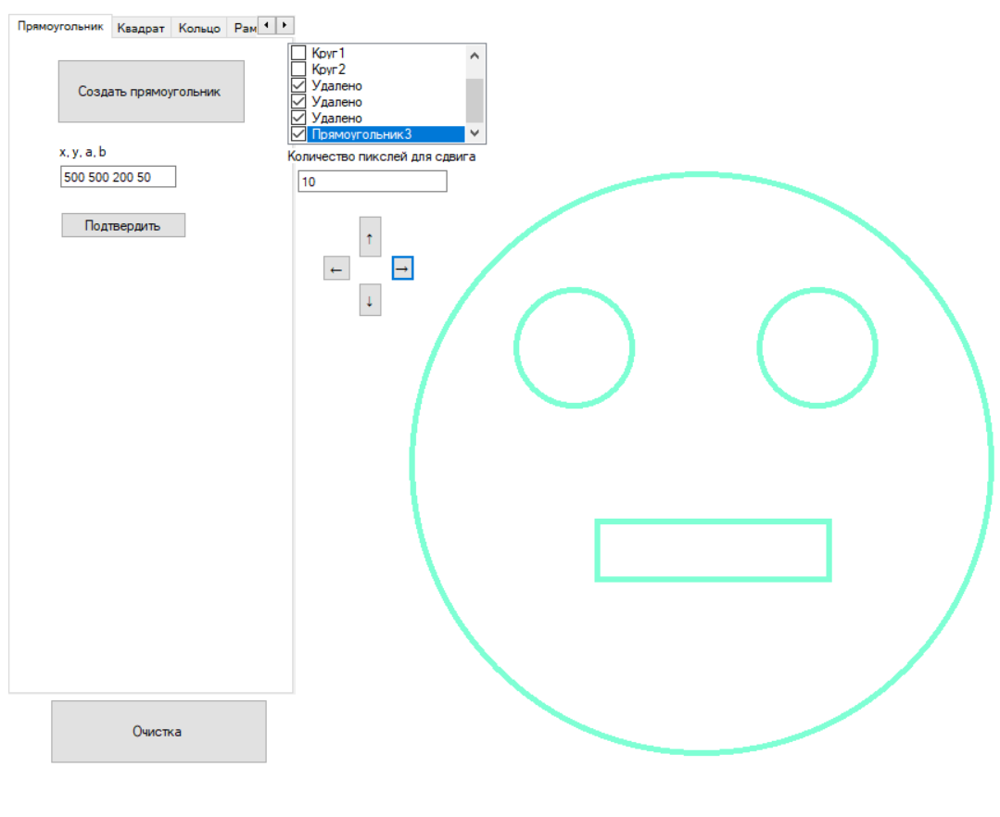 Прямоугольник Квадрат Кольцо Рам
Создать прямоугольник
x, y, a, b
500 500 200 50
Подтвердить
Круг1
Круг2
Удалено
Удалено
Удалено
Прямоугольник3
Количество пикслей для сдвига
10
↑
← →
↓
Очистка